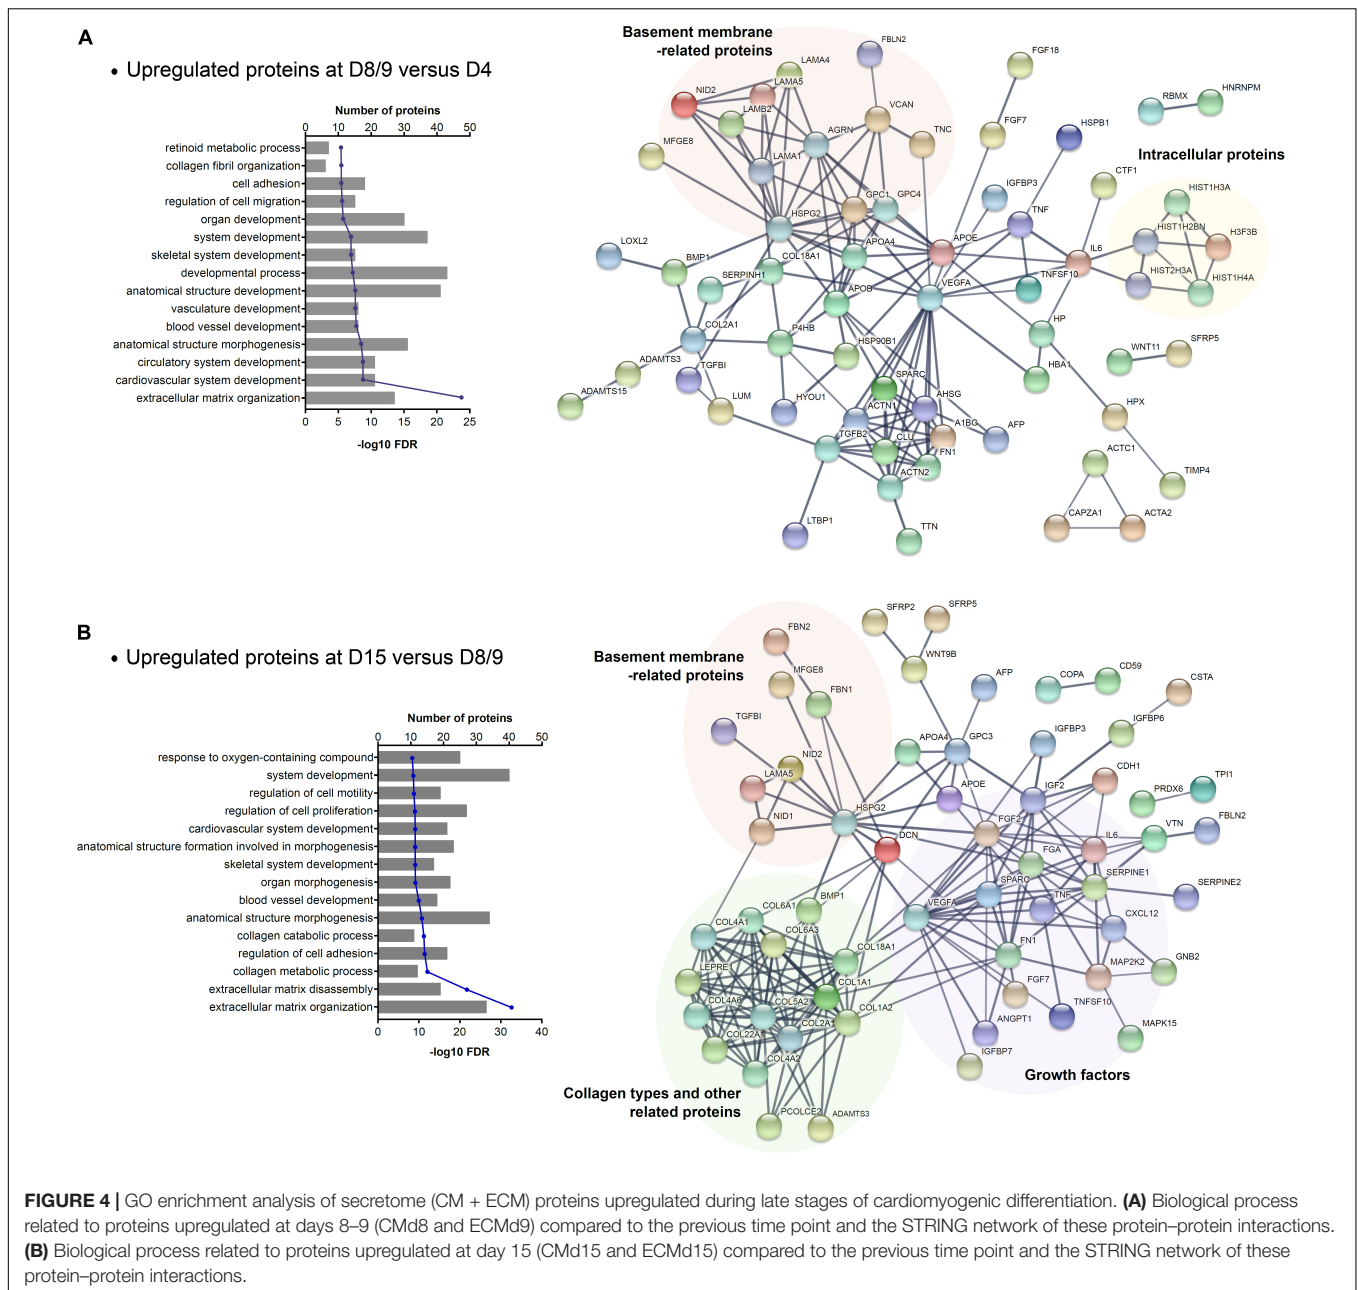 A
• Upregulated proteins at D8/9 versus D4
Number of proteins
0 10 20 30 40 50
retinoid metabolic process
collagen fibril organization
cell adhesion
regulation of cell migration
organ development
system development
skeletal system development
developmental process
anatomical structure development
vasculature development
blood vessel development
anatomical structure morphogenesis
circulatory system development
cardiovascular system development
extracellular matrix organization
0 5 10 15 20 25
-log10 FDR
Basement membrane
-related proteins
FBLN2
FGF18
LAMA4
LAMA5
NID2
LAMB2
VCAN
RBMX
HNRNPM
FGF7
HSPB1
AGRN
TNC
MFGE8
LAMA1
Intracellular proteins
CTF1
IGFBP3
HIST1H3A
GPC1
GPC4
HSPG2
TNF
HIST1H2BN
H3F3B
LOXL2
APOA4
APOE
IL6
BMP1
COL18A1
HIST2H3A
HIST1H4A
SERPINH1
TNFSF10
APOB
VEGFA
COL2A1
P4HB
HP
HSP90B1
WNT11
SFRP5
ADAMTS3
TGFBI
HBA1
SPARC
ADAMTS15
LUM
HYOU1
ACTN1
AHSG
HPX
A1BG
AFP
TGFB2
CLU
FN1
ACTC1
ACTN2
TIMP4
LTBP1
TTN
CAPZA1
ACTA2
B
• Upregulated proteins at D15 versus D8/9
Number of proteins
0 10 20 30 40 50
response to oxygen-containing compound
system development
regulation of cell motility
regulation of cell proliferation
cardiovascular system development
anatomical structure formation involved in morphogenesis
skeletal system development
organ morphogenesis
blood vessel development
anatomical structure morphogenesis
collagen catabolic process
regulation of cell adhesion
collagen metabolic process
extracellular matrix disassembly
extracellular matrix organization
0 10 20 30 40
-log10 FDR
Basement membrane
-related proteins
SFRP2
SFRP5
FBN2
WNT9B
MFGE8
AFP
COPA
CD59
FBN1
CSTA
TGFBI
IGFBP3
IGFBP6
APOA4
GPC3
NID2
CDH1
LAMA5
APOE
IGF2
PRDX6
TPI1
HSPG2
NID1
FGF2
DCN
IL6
VTN
FBLN2
FGA
SERPINE1
SPARC
SERPINE2
BMP1
TNF
COL6A1
VEGFA
COL4A1
COL6A3
CXCL12
COL18A1
FN1
LEPRE1
COL1A1
MAP2K2
GNB2
FGF7
COL4A6
COL5A2
COL1A2
TNFSF10
COL2A1
ANGPT1
COL22A1
MAPK15
COL4A2
IGFBP7
Growth factors
Collagen types and other
related proteins
PCOLCE2
ADAMTS3
FIGURE 4 | GO enrichment analysis of secretome (CM + ECM) proteins upregulated during late stages of cardiomyogenic differentiation. (A) Biological process
related to proteins upregulated at days 8–9 (CMd8 and ECMd9) compared to the previous time point and the STRING network of these protein–protein interactions.
(B) Biological process related to proteins upregulated at day 15 (CMd15 and ECMd15) compared to the previous time point and the STRING network of these
protein–protein interactions.